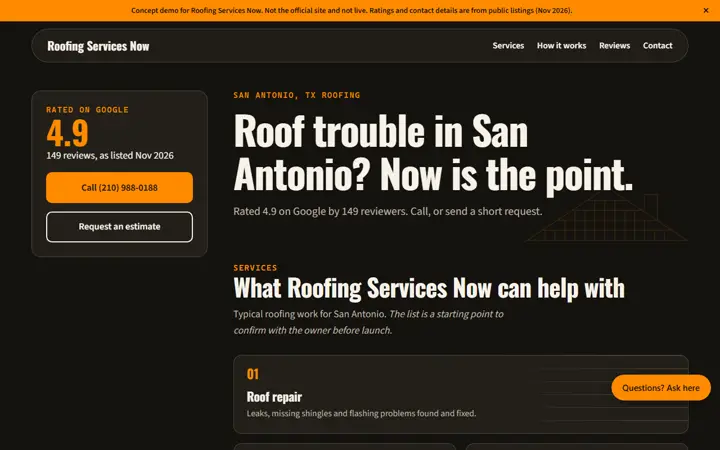 Concept demo for Roofing Services Now. Not the official site and not live. Ratings and contact details are from public listings (Nov 2026).
×
Roofing Services Now
Services
How it works
Reviews
Contact
RATED ON GOOGLE
4.9
149 reviews, as listed Nov 2026
Call (210) 988-0188
Request an estimate
SAN ANTONIO, TX ROOFING
Roof trouble in San
Antonio? Now is the point.
Rated 4.9 on Google by 149 reviewers. Call, or send a short request.
SERVICES
What Roofing Services Now can help with
Typical roofing work for San Antonio. The list is a starting point to
confirm with the owner before launch.
01
Roof repair
Leaks, missing shingles and flashing problems found and fixed.
Questions? Ask here